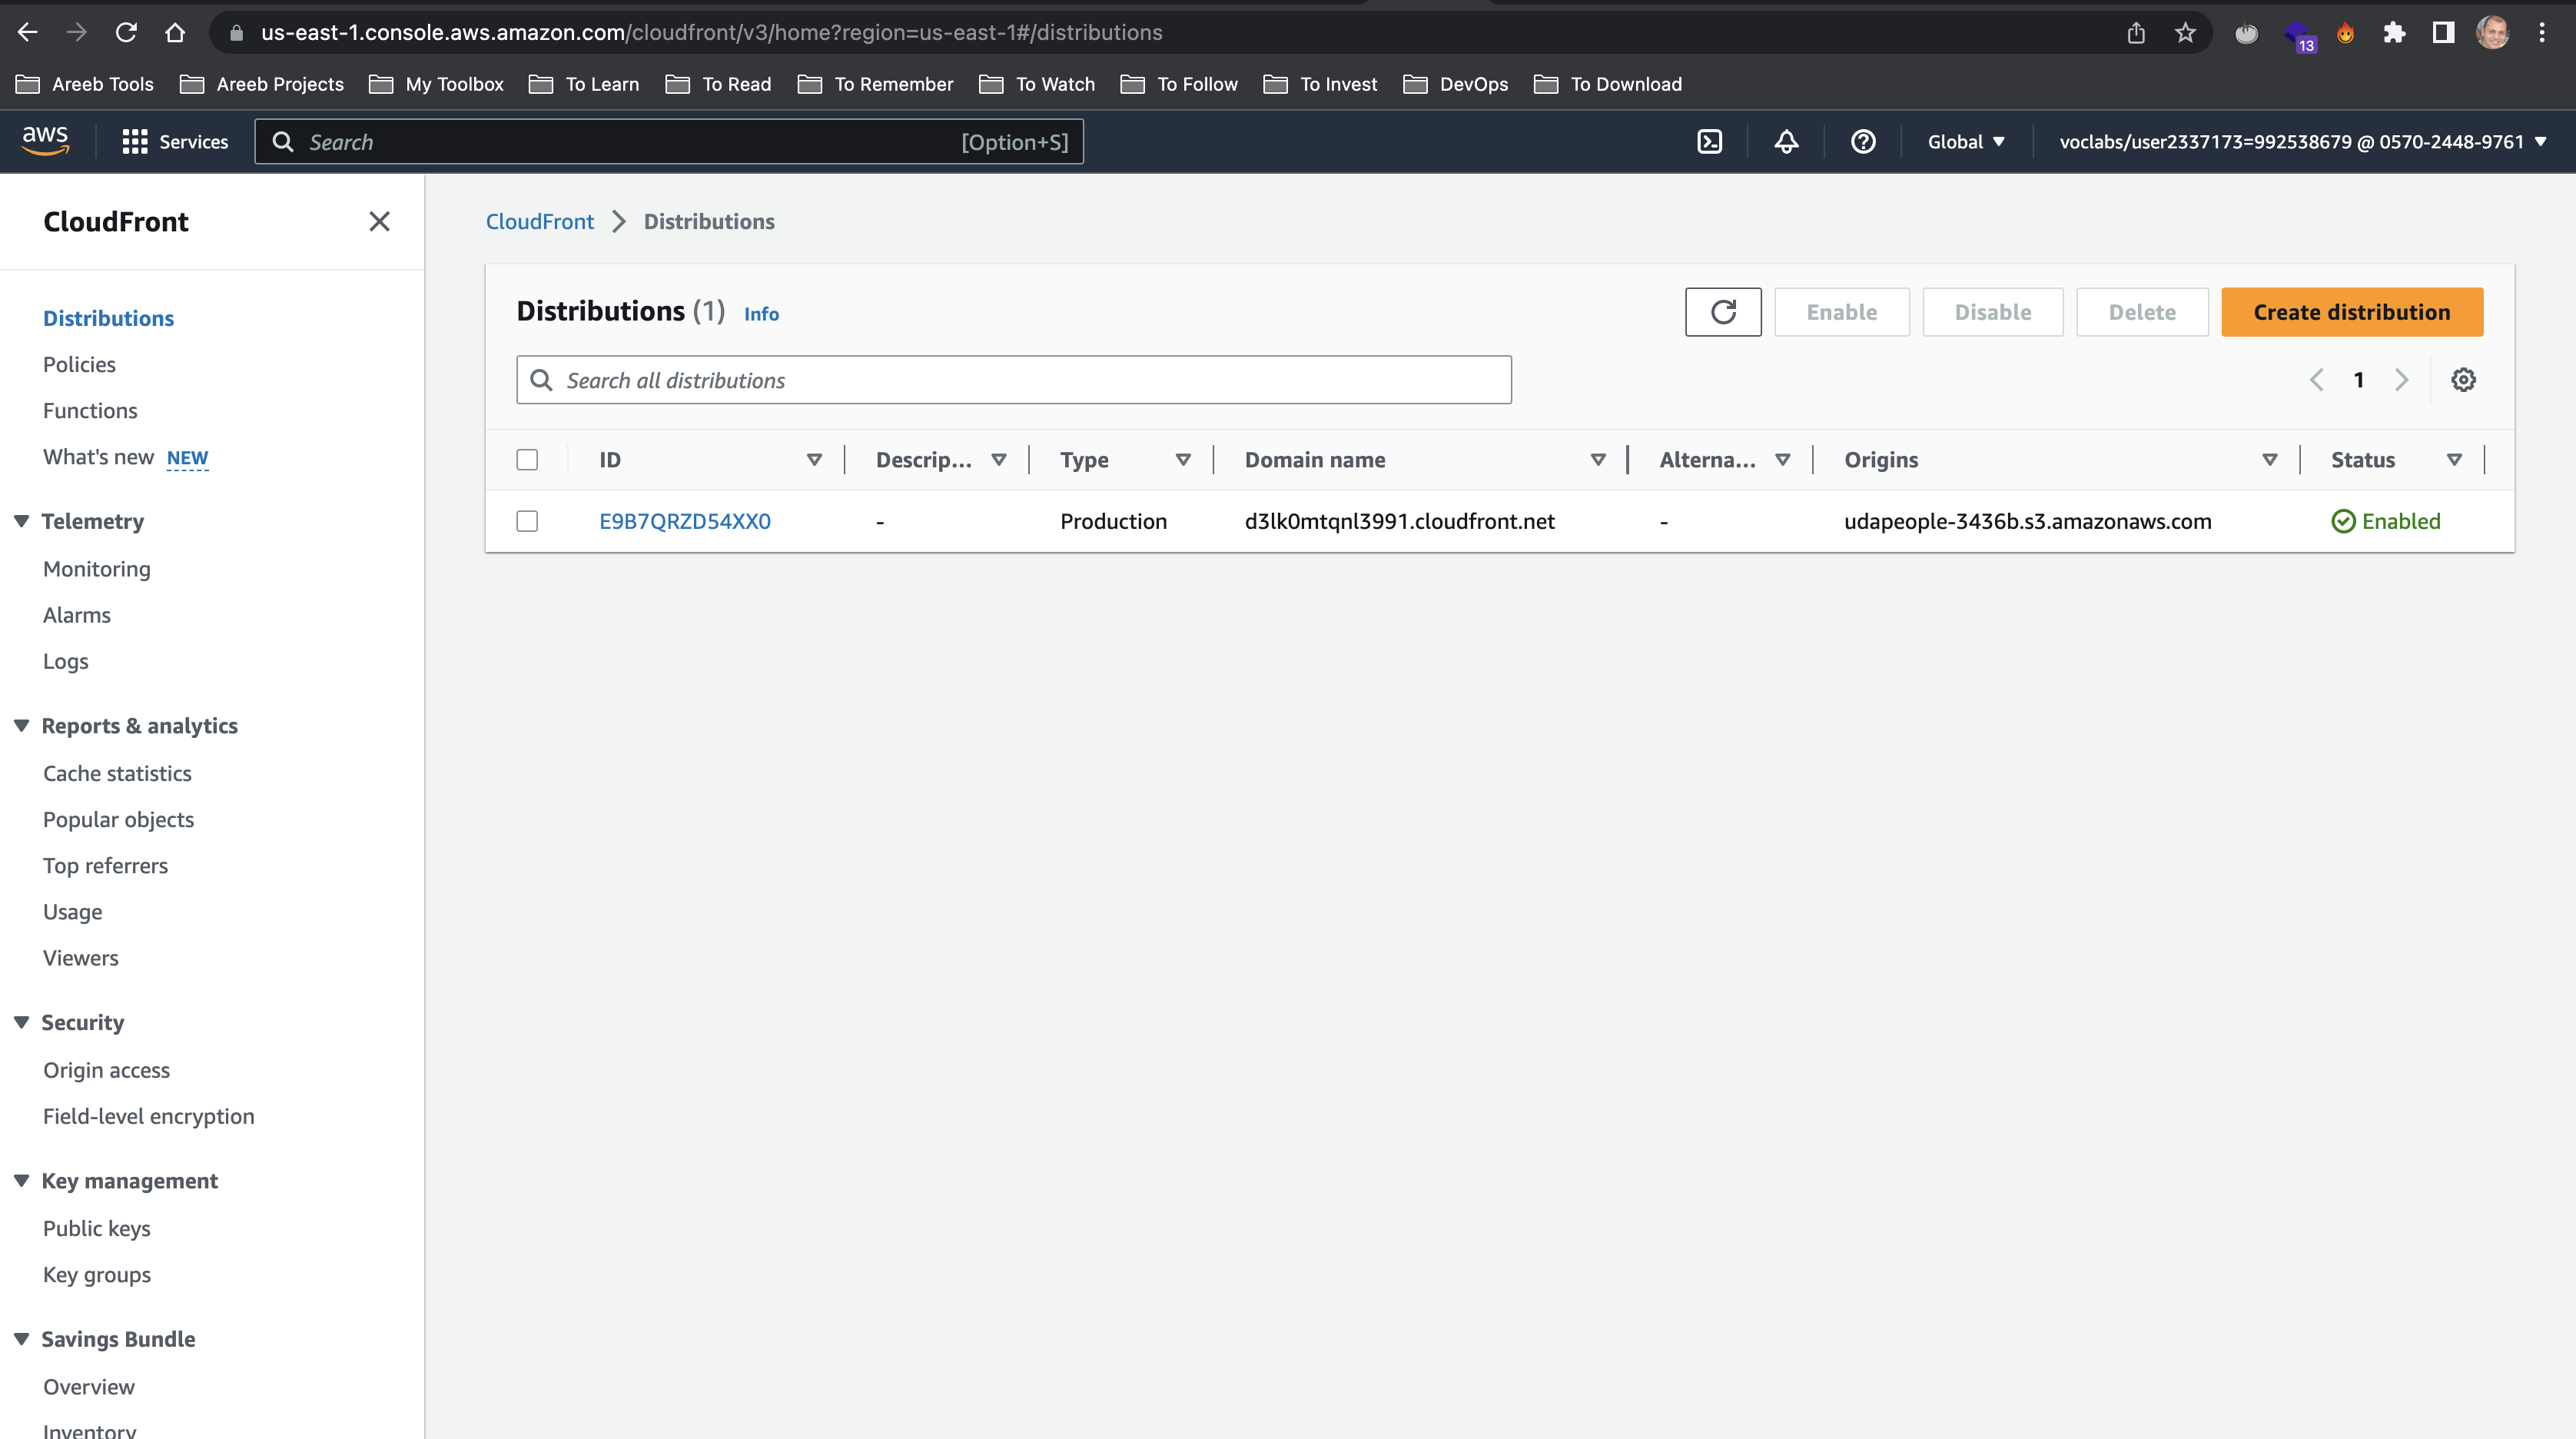 us-east-1.console.aws.amazon.com/cloudfront/v3/home?region=us-east-1#/distributions
13
Areeb Tools Areeb Projects My Toolbox To Learn To Read To Remember To Watch To Follow To Invest DevOps To Download
aws Services Search [Option+S] Global voclabs/user2337173=992538679 @ 0570-2448-9761
CloudFront
Distributions
Policies
Functions
What's new NEW
Telemetry
Monitoring
Alarms
Logs
Reports & analytics
Cache statistics
Popular objects
Top referrers
Usage
Viewers
Security
Origin access
Field-level encryption
Key management
Public keys
Key groups
Savings Bundle
Overview
Inventory
CloudFront Distributions
Distributions (1) Info Enable Disable Delete Create distribution
Search all distributions 1
ID Descrip... Type Domain name Alterna... Origins Status
E9B7QRZD54XX0 - Production d3lk0mtqnl3991.cloudfront.net - udapeople-3436b.s3.amazonaws.com Enabled